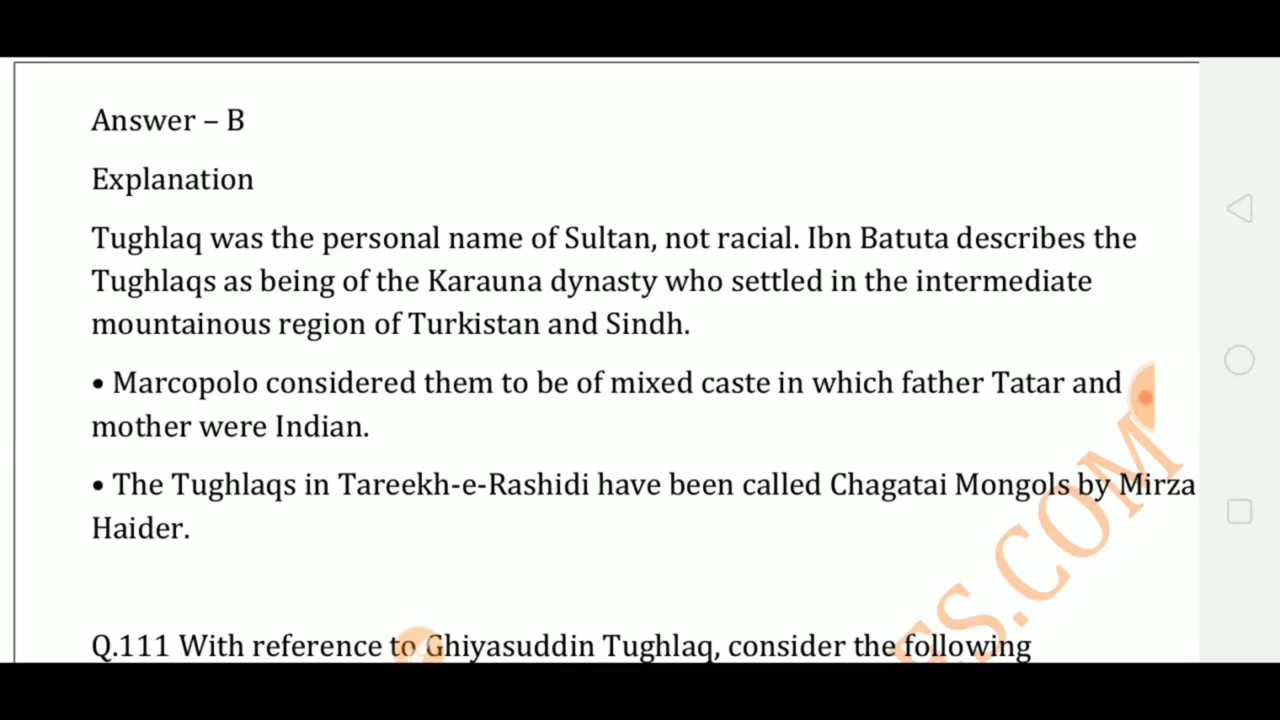 Answer – B
Explanation
Tughlaq was the personal name of Sultan, not racial. Ibn Batuta describes the
Tughlaqs as being of the Karauna dynasty who settled in the intermediate
mountainous region of Turkistan and Sindh.
• Marcopolo considered them to be of mixed caste in which father Tatar and
mother were Indian.
• The Tughlaqs in Tareekh-e-Rashidi have been called Chagatai Mongols by Mirza
Haider.
Q.111 With reference to Ghiyasuddin Tughlaq, consider the following
ES.COM